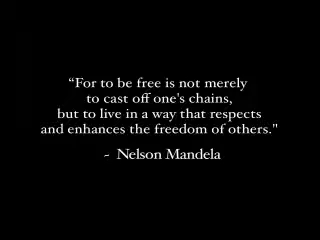 “For to be free is not merely
to cast off one's chains,
but to live in a way that respects
and enhances the freedom of others."
~ Nelson Mandela